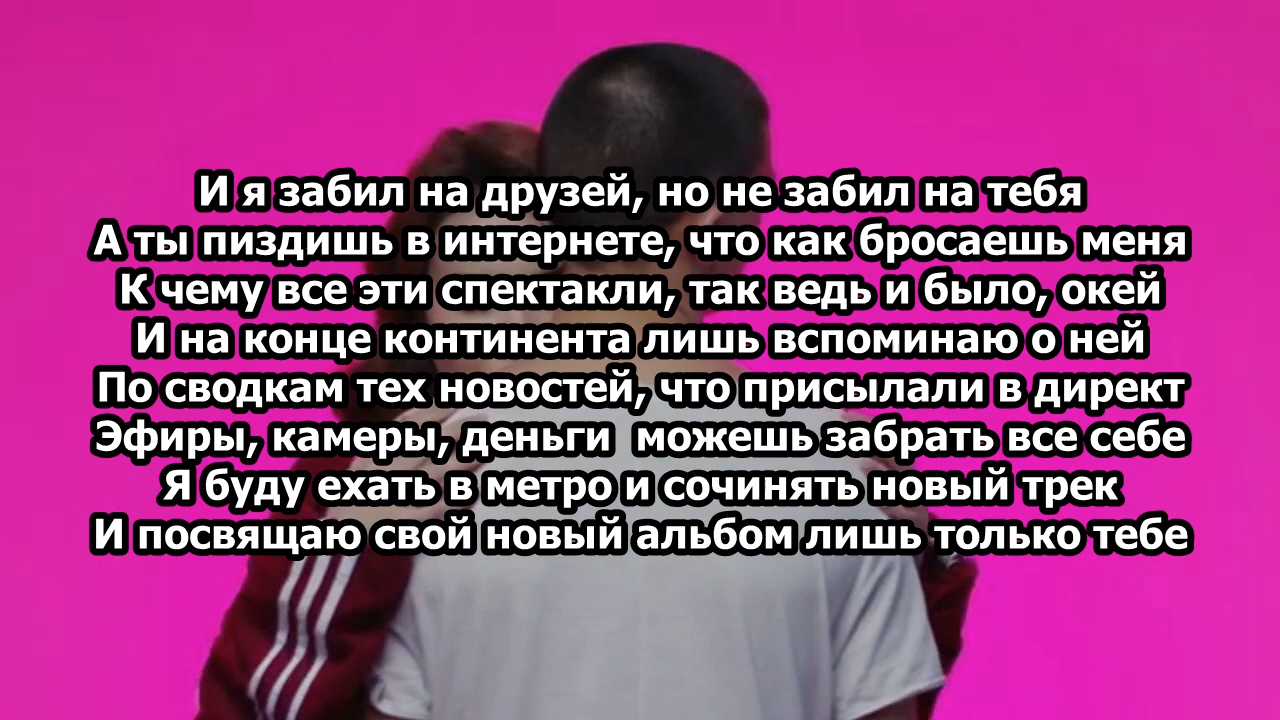 И я забил на друзей, но не забил на тебя
А ты пиздишь в интернете, что как бросаешь меня
К чему все эти спектакли, так ведь и было, окей
И на конце континента лишь вспоминаю о ней
По сводкам тех новостей, что присылали в директ
Эфиры, камеры, деньги  можешь забрать все себе
Я буду ехать в метро и сочинять новый трек
И посвящаю свой новый альбом лишь только тебе